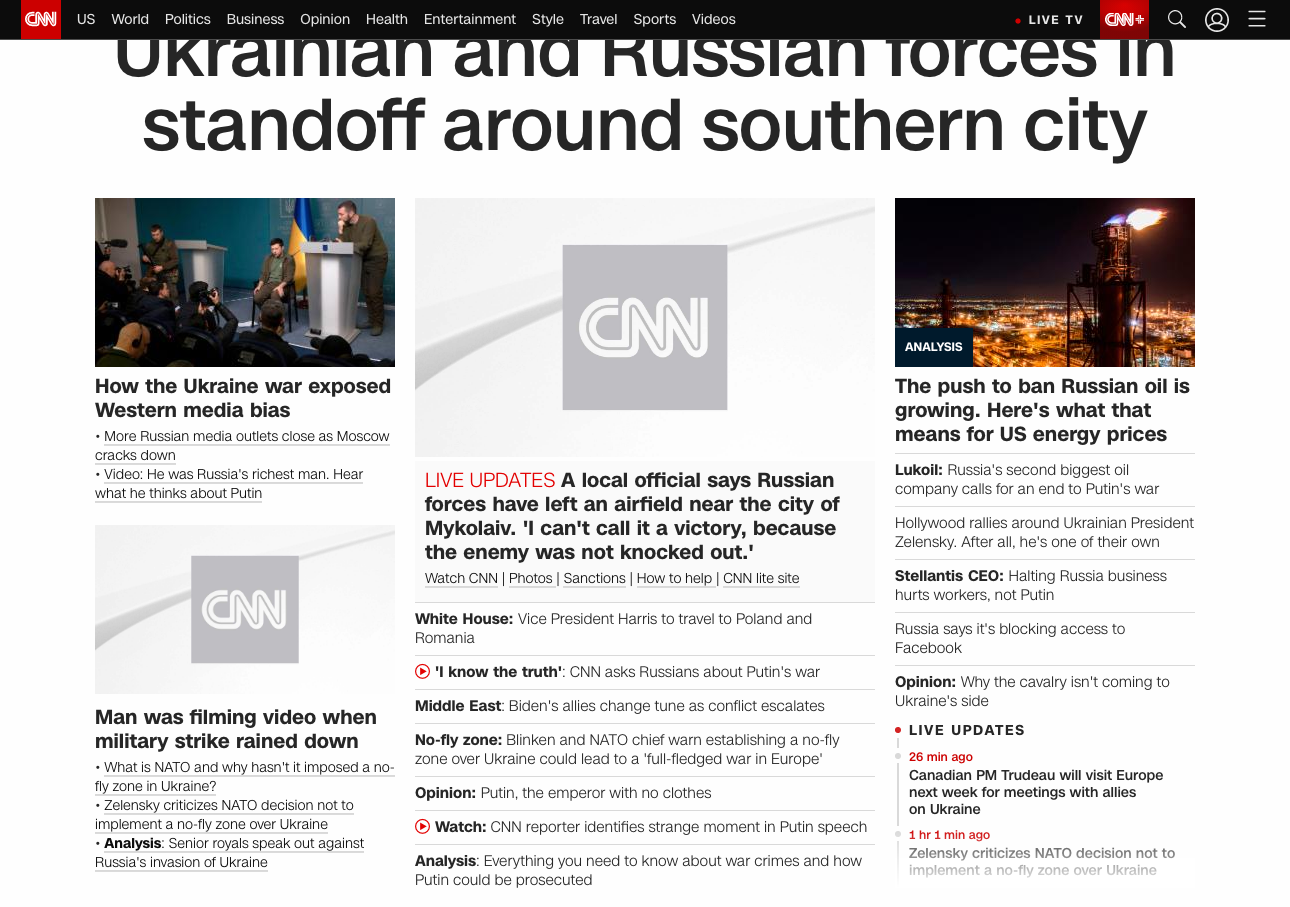 CNN US World Politics Business Opinion Health Entertainment Style Travel Sports Videos LIVE TV CNN+
Ukrainian and Russian forces in
standoff around southern city
How the Ukraine war exposed
Western media bias
• More Russian media outlets close as Moscow
cracks down
• Video: He was Russia's richest man. Hear
what he thinks about Putin
CNN
Man was filming video when
military strike rained down
• What is NATO and why hasn't it imposed a no-
fly zone in Ukraine?
• Zelensky criticizes NATO decision not to
implement a no-fly zone over Ukraine
• Analysis: Senior royals speak out against
Russia's invasion of Ukraine
CNN
LIVE UPDATES A local official says Russian
forces have left an airfield near the city of
Mykolaiv. 'I can't call it a victory, because
the enemy was not knocked out.'
Watch CNN | Photos | Sanctions | How to help | CNN lite site
White House: Vice President Harris to travel to Poland and
Romania
'I know the truth': CNN asks Russians about Putin's war
Middle East: Biden's allies change tune as conflict escalates
No-fly zone: Blinken and NATO chief warn establishing a no-fly
zone over Ukraine could lead to a 'full-fledged war in Europe'
Opinion: Putin, the emperor with no clothes
Watch: CNN reporter identifies strange moment in Putin speech
Analysis: Everything you need to know about war crimes and how
Putin could be prosecuted
ANALYSIS
The push to ban Russian oil is
growing. Here's what that
means for US energy prices
Lukoil: Russia's second biggest oil
company calls for an end to Putin's war
Hollywood rallies around Ukrainian President
Zelensky. After all, he's one of their own
Stellantis CEO: Halting Russia business
hurts workers, not Putin
Russia says it's blocking access to
Facebook
Opinion: Why the cavalry isn't coming to
Ukraine's side
LIVE UPDATES
26 min ago
Canadian PM Trudeau will visit Europe
next week for meetings with allies
on Ukraine
1 hr 1 min ago
Zelensky criticizes NATO decision not to
implement a no-fly zone over Ukraine